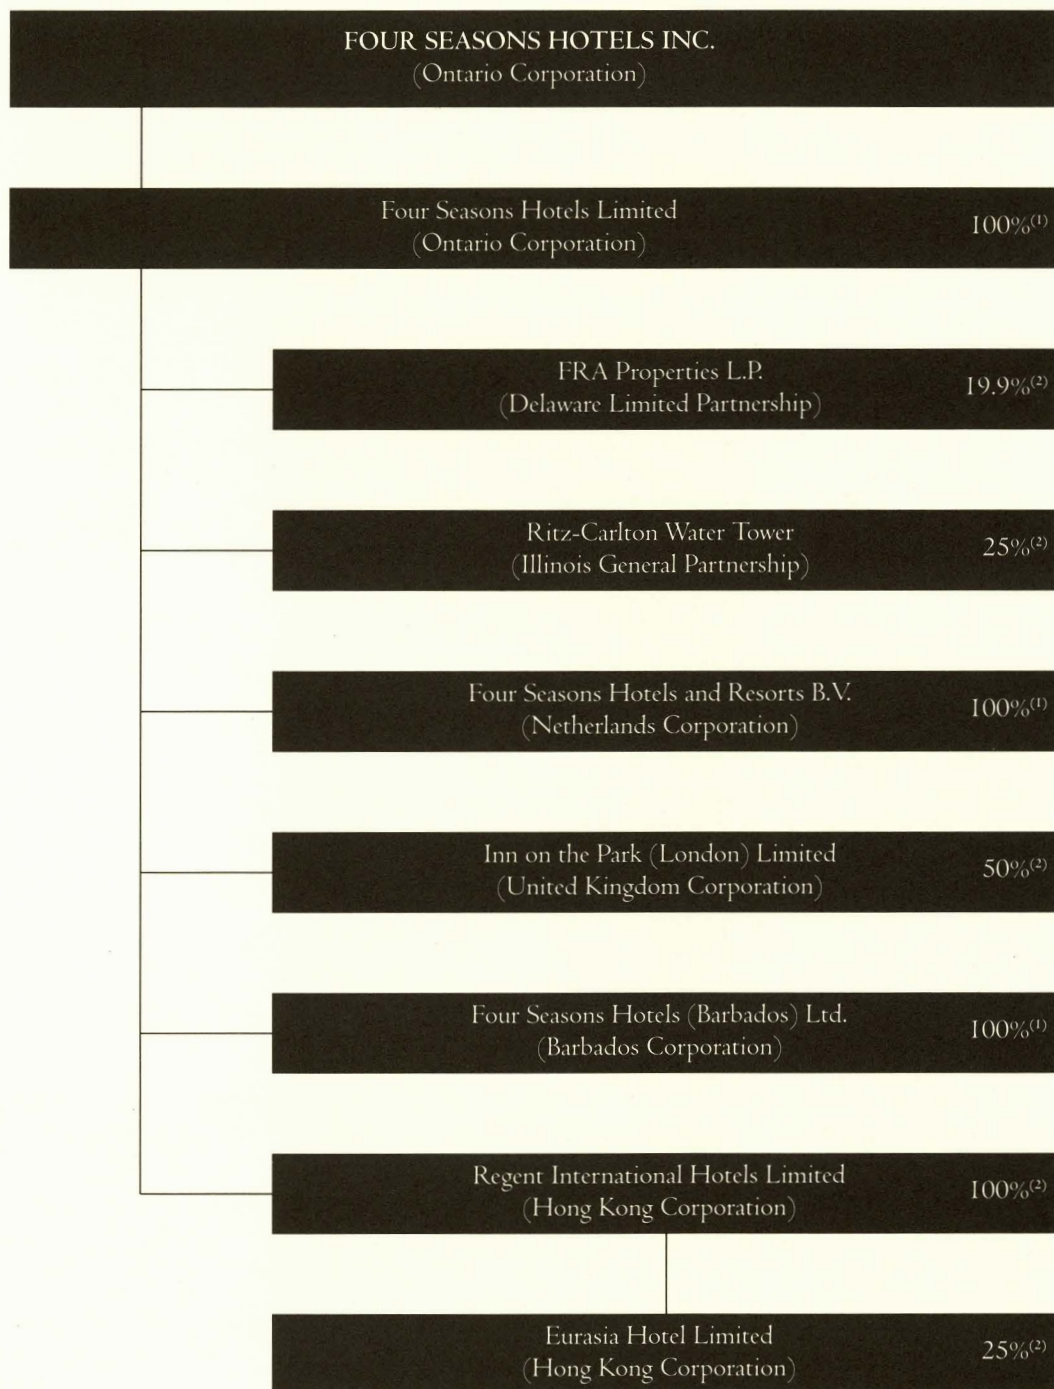 FOUR SEASONS HOTELS INC.
(Ontario Corporation)
Four Seasons Hotels Limited
(Ontario Corporation)
100%(1)
FRA Properties L.P.
(Delaware Limited Partnership)
19.9%(2)
Ritz-Carlton Water Tower
(Illinois General Partnership)
25%(2)
Four Seasons Hotels and Resorts B.V.
(Netherlands Corporation)
100%(1)
Inn on the Park (London) Limited
(United Kingdom Corporation)
50%(2)
Four Seasons Hotels (Barbados) Ltd.
(Barbados Corporation)
100%(1)
Regent International Hotels Limited
(Hong Kong Corporation)
100%(2)
Eurasia Hotel Limited
(Hong Kong Corporation)
25%(2)